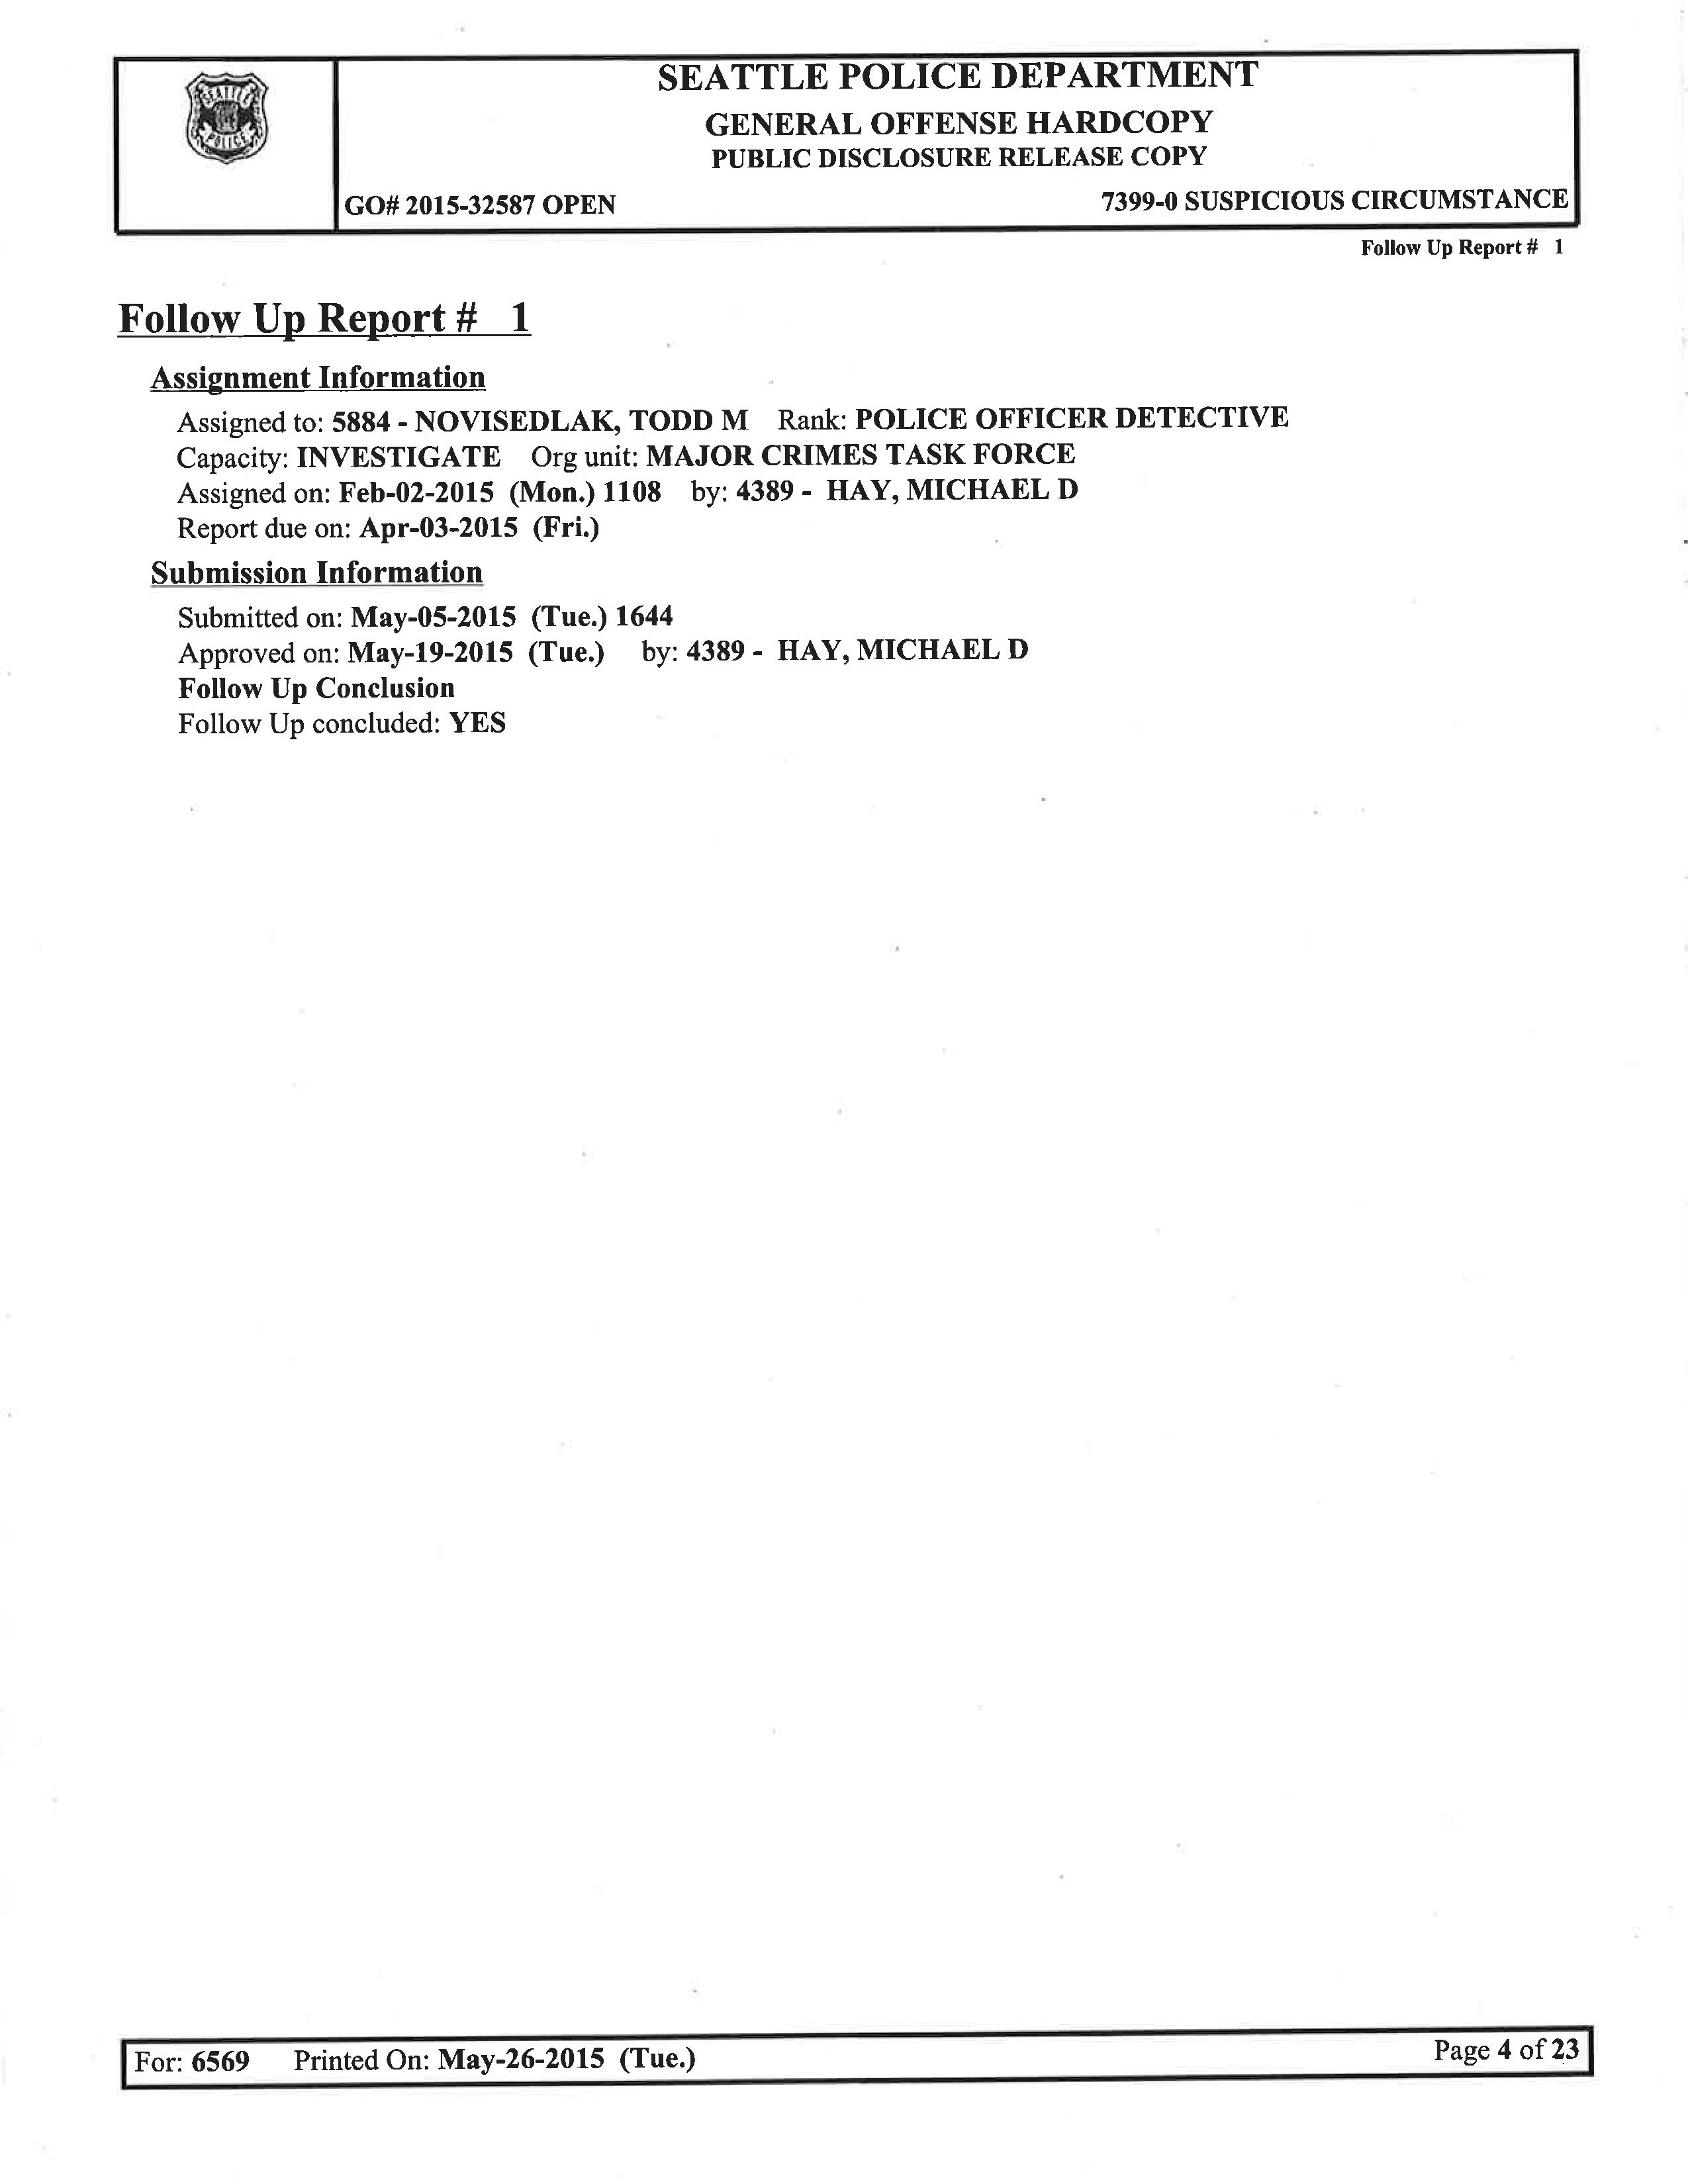 SEATTLE POLICE
SEATTLE POLICE DEPARTMENT
GENERAL OFFENSE HARDCOPY
PUBLIC DISCLOSURE RELEASE COPY
GO# 2015-32587 OPEN 7399-0 SUSPICIOUS CIRCUMSTANCE
Follow Up Report # 1
Follow Up Report # 1
Assignment Information
Assigned to: 5884 - NOVISEDLAK, TODD M Rank: POLICE OFFICER DETECTIVE
Capacity: INVESTIGATE Org unit: MAJOR CRIMES TASK FORCE
Assigned on: Feb-02-2015 (Mon.) 1108 by: 4389 - HAY, MICHAEL D
Report due on: Apr-03-2015 (Fri.)
Submission Information
Submitted on: May-05-2015 (Tue.) 1644
Approved on: May-19-2015 (Tue.) by: 4389 - HAY, MICHAEL D
Follow Up Conclusion
Follow Up concluded: YES
For: 6569 Printed On: May-26-2015 (Tue.) Page 4 of 23